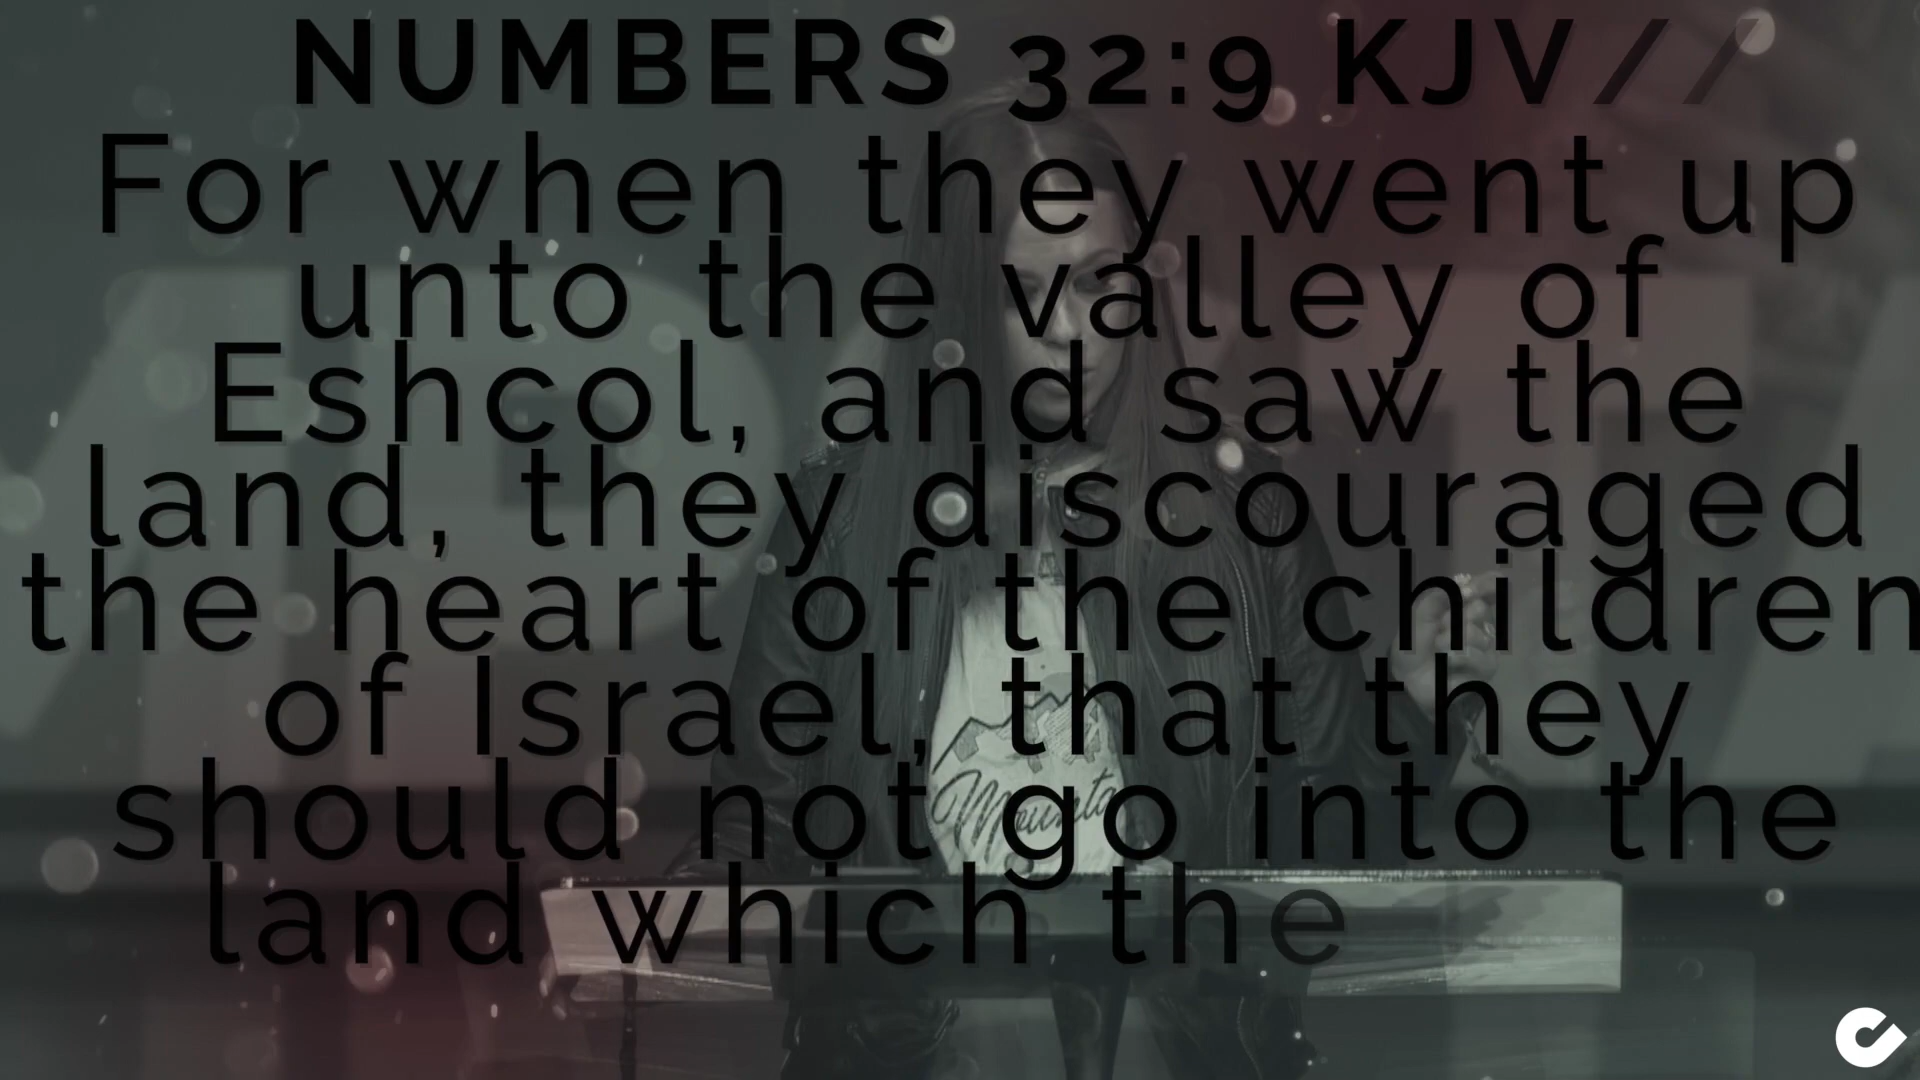 NUMBERS 32:9 KJV//
For when they went up
unto the valley of
Eshcol, and saw the
land, they discouraged
the heart of the children
of Israel, that they
should not go into the
land which the
Mounta